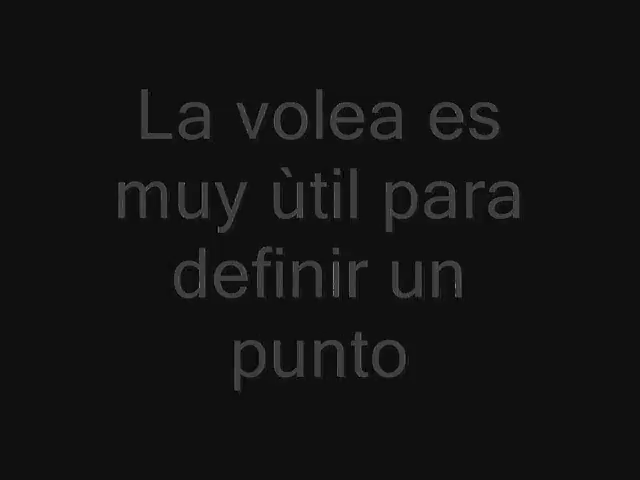 La volea es
muy ùtil para
definir un
punto